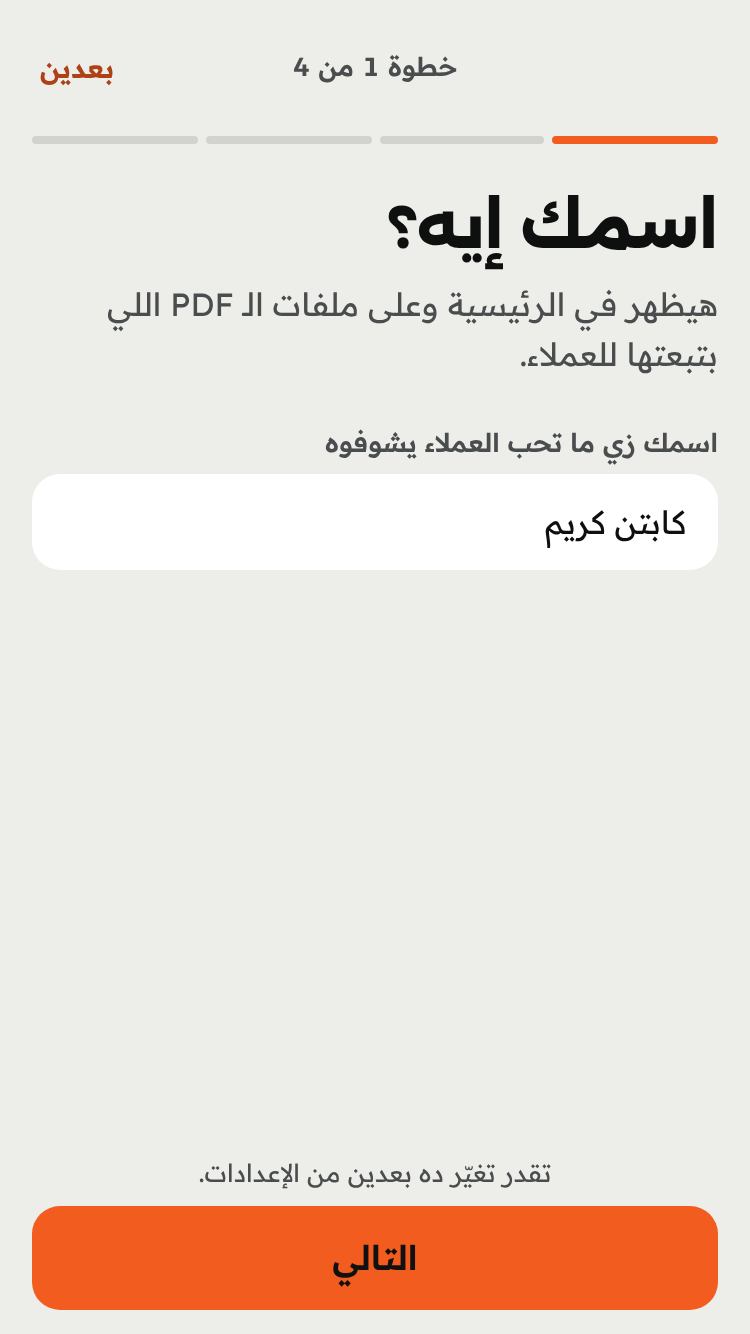 خطوة 1 من 4
بعدين
اسمك إيه؟
هيظهر في الرئيسية وعلى ملفات الـ PDF اللي
بتبعتها للعملاء.
اسمك زي ما تحب العملاء يشوفوه
كابتن كريم
تقدر تغيّر ده بعدين من الإعدادات.
التالي